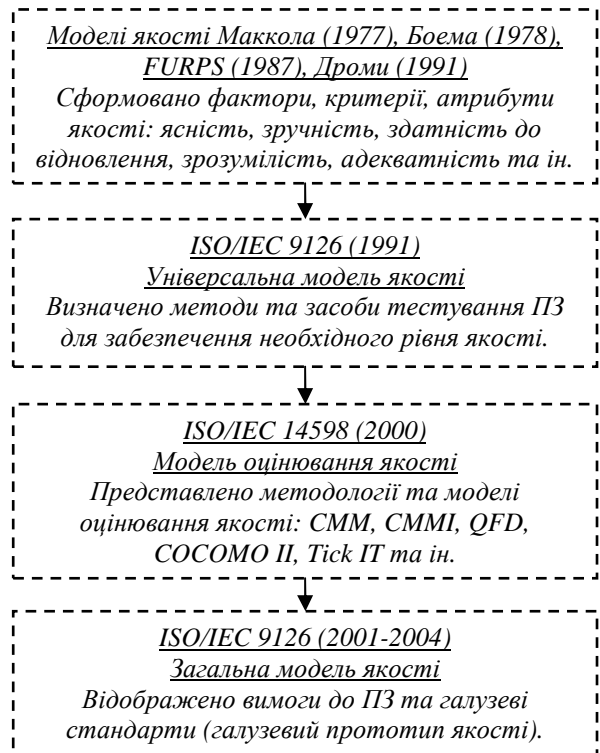 Моделі якості Маккола (1977), Боема (1978),
FURPS (1987), Дроми (1991)
Сформовано фактори, критерії, атрибути
якості: ясність, зручність, здатність до
відновлення, зрозумілість, адекватність та ін.
ISO/IEC 9126 (1991)
Універсальна модель якості
Визначено методи та засоби тестування ПЗ
для забезпечення необхідного рівня якості.
ISO/IEC 14598 (2000)
Модель оцінювання якості
Представлено методології та моделі
оцінювання якості: CMM, CMMI, QFD,
COCOMO II, Tick IT та ін.
ISO/IEC 9126 (2001-2004)
Загальна модель якості
Відображено вимоги до ПЗ та галузеві
стандарти (галузевий прототип якості).